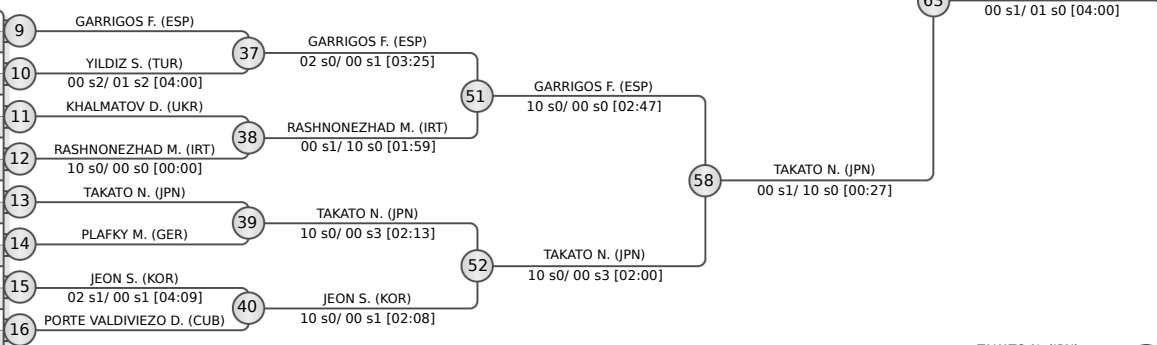 63
00 s1/ 01 s0 [04:00]
9
GARRIGOS F. (ESP)
37
GARRIGOS F. (ESP)
02 s0/ 00 s1 [03:25]
10
YILDIZ S. (TUR)
00 s2/ 01 s2 [04:00]
51
GARRIGOS F. (ESP)
10 s0/ 00 s0 [02:47]
11
KHALMATOV D. (UKR)
38
RASHNONEZHAD M. (IRT)
00 s1/ 10 s0 [01:59]
12
RASHNONEZHAD M. (IRT)
10 s0/ 00 s0 [00:00]
58
TAKATO N. (JPN)
00 s1/ 10 s0 [00:27]
13
TAKATO N. (JPN)
39
TAKATO N. (JPN)
10 s0/ 00 s3 [02:13]
14
PLAFKY M. (GER)
52
TAKATO N. (JPN)
10 s0/ 00 s3 [02:00]
15
JEON S. (KOR)
02 s1/ 00 s1 [04:09]
40
JEON S. (KOR)
10 s0/ 00 s1 [02:08]
16
PORTE VALDIVIEZO D. (CUB)